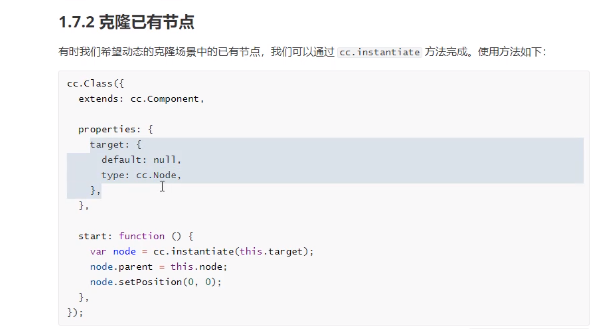 1.7.2 克隆已有节点
有时我们希望动态的克隆场景中的已有节点，我们可以通过 cc.instantiate 方法完成。使用方法如下：
cc.Class({
  extends: cc.Component,

  properties: {
    target: {
      default: null,
      type: cc.Node,
    },
  },

  start: function () {
    var node = cc.instantiate(this.target);
    node.parent = this.node;
    node.setPosition(0, 0);
  },
});